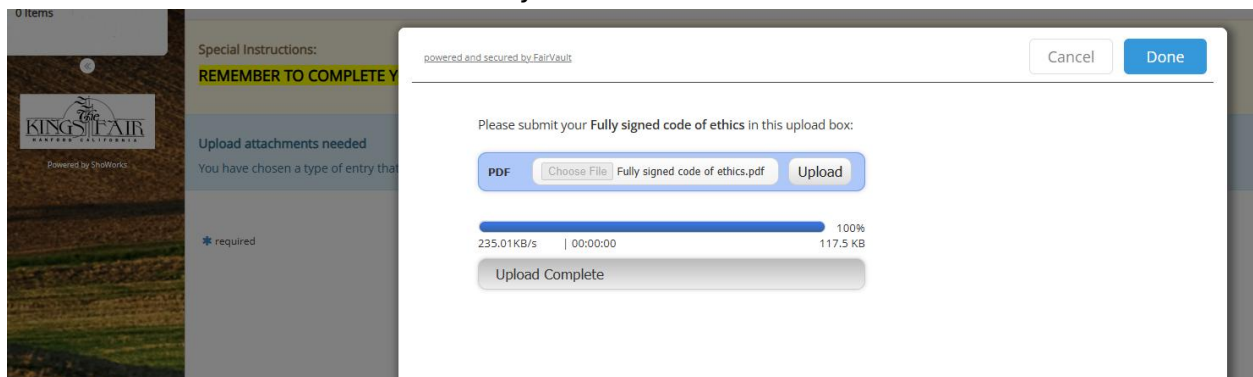 0 items
Special Instructions:
REMEMBER TO COMPLETE Y
The
KINGS FAIR
HANFORD CALIFORNIA
Powered by ShoWorks
Upload attachments needed
You have chosen a type of entry that
* required
powered and secured by FairVault
Cancel
Done
Please submit your Fully signed code of ethics in this upload box:
PDF Choose File Fully signed code of ethics.pdf Upload
100%
235.01KB/s | 00:00:00 117.5 KB
Upload Complete